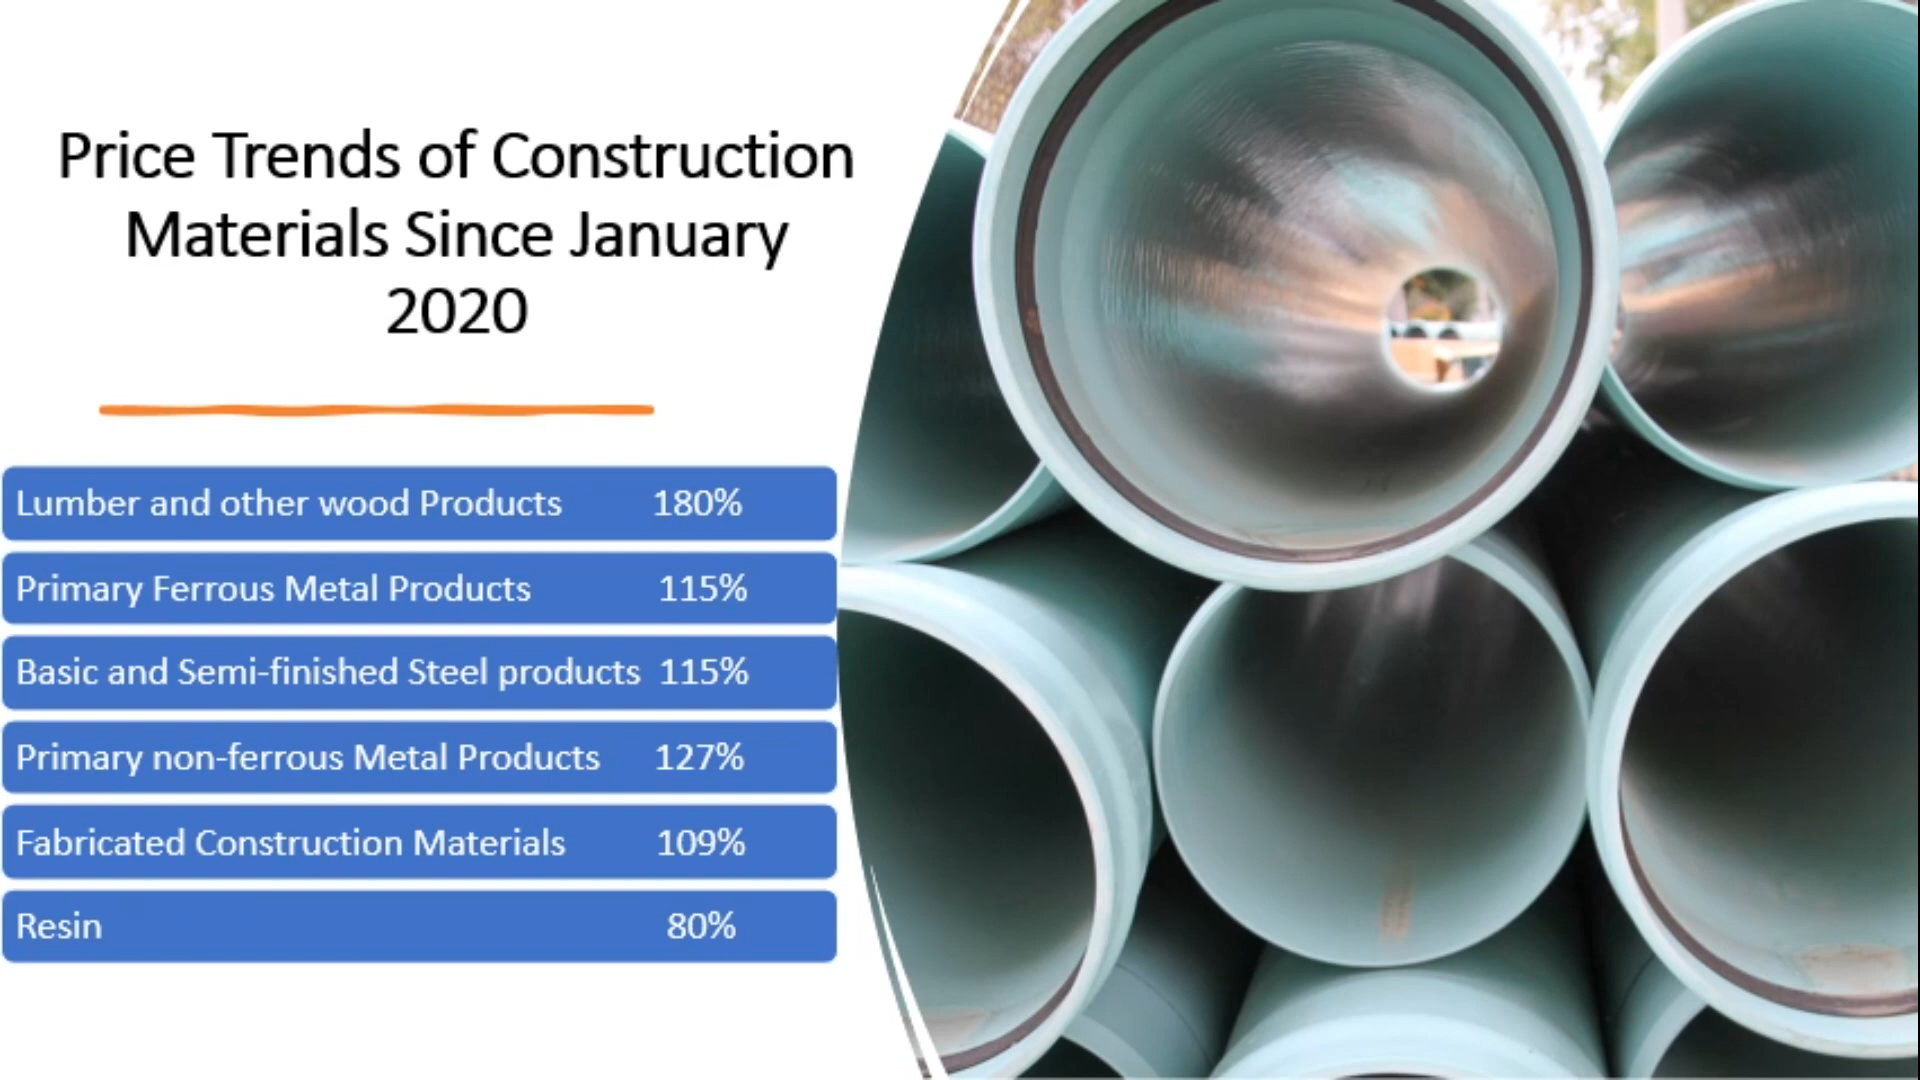 Price Trends of Construction
Materials Since January
2020
Lumber and other wood Products 180%
Primary Ferrous Metal Products 115%
Basic and Semi-finished Steel products 115%
Primary non-ferrous Metal Products 127%
Fabricated Construction Materials 109%
Resin 80%